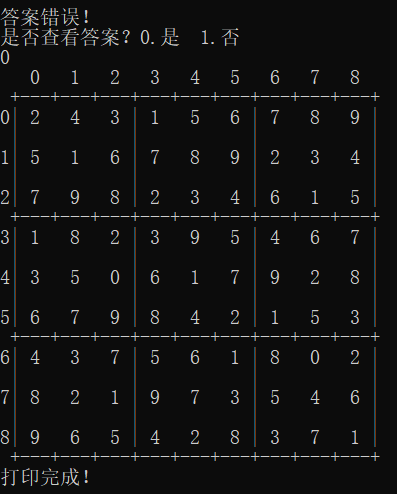 答案错误！
是否查看答案？0.是  1.否
0
0 1 2 3 4 5 6 7 8
+---+---+---+---+---+---+---+---+---+
0| 2 4 3 | 1 5 6 | 7 8 9 |
1| 5 1 6 | 7 8 9 | 2 3 4 |
2| 7 9 8 | 2 3 4 | 6 1 5 |
+---+---+---+---+---+---+---+---+---+
3| 1 8 2 | 3 9 5 | 4 6 7 |
4| 3 5 0 | 6 1 7 | 9 2 8 |
5| 6 7 9 | 8 4 2 | 1 5 3 |
+---+---+---+---+---+---+---+---+---+
6| 4 3 7 | 5 6 1 | 8 0 2 |
7| 8 2 1 | 9 7 3 | 5 4 6 |
8| 9 6 5 | 4 2 8 | 3 7 1 |
+---+---+---+---+---+---+---+---+---+
打印完成！